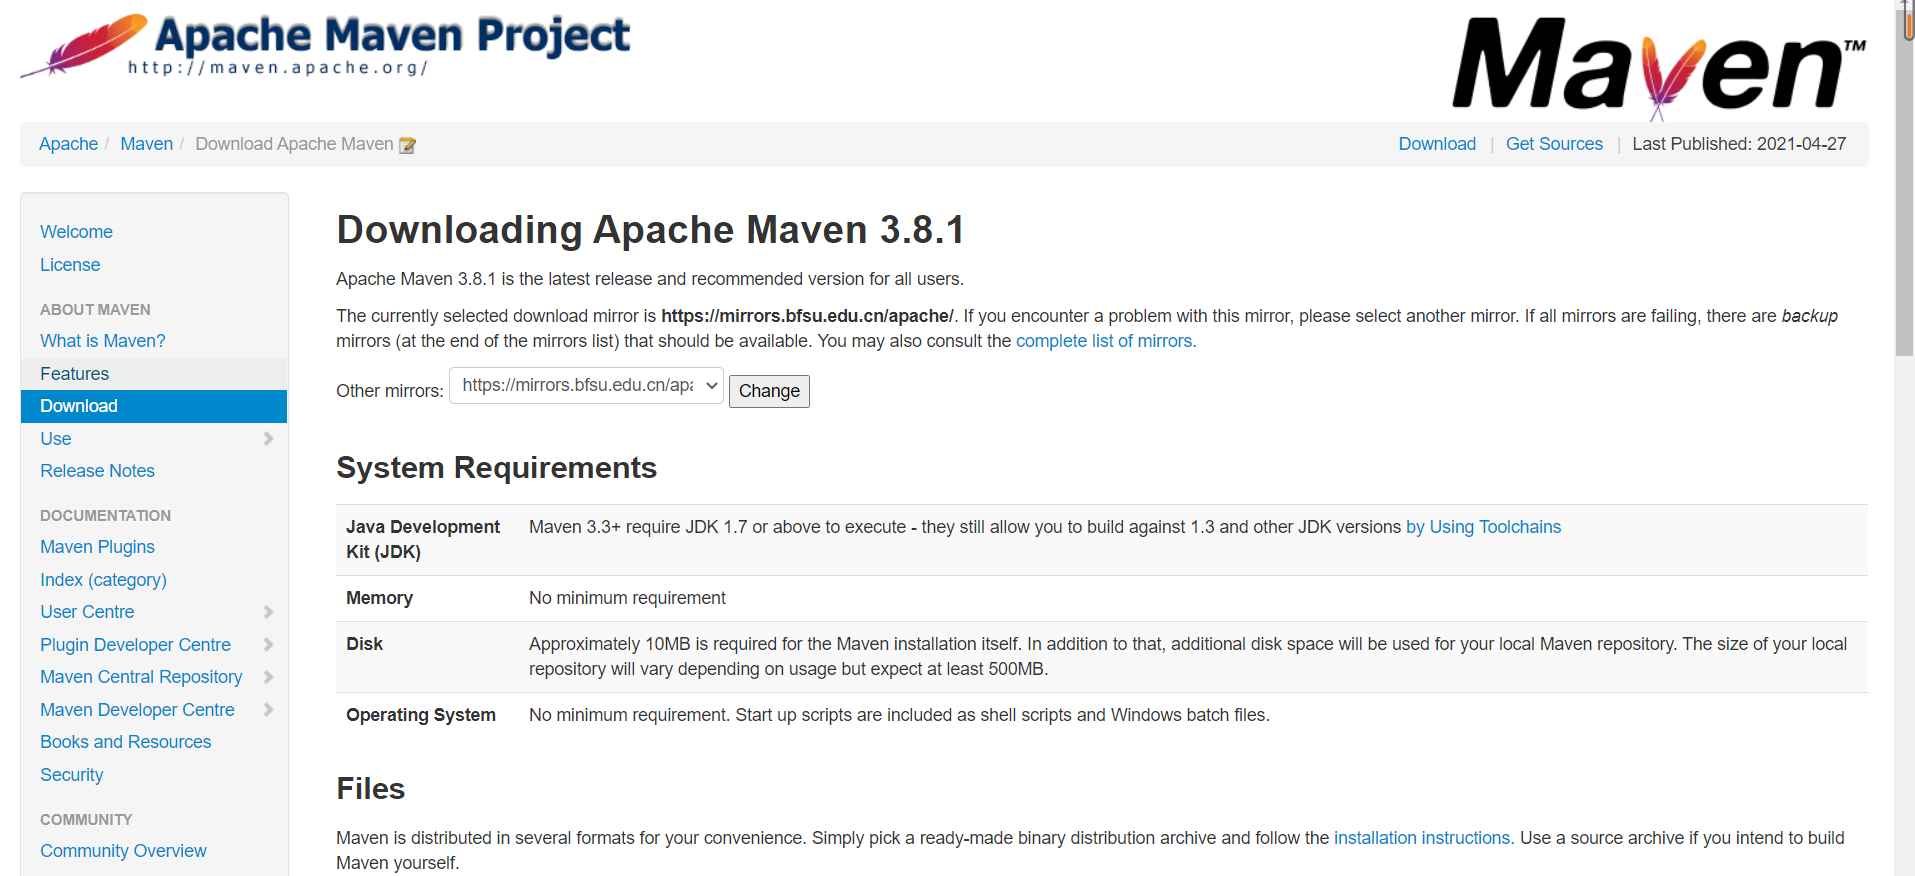 Apache Maven Project
http://maven.apache.org/
Maven™
Apache / Maven / Download Apache Maven
Download | Get Sources | Last Published: 2021-04-27
Welcome
License
ABOUT MAVEN
What is Maven?
Features
Download
Use
Release Notes
DOCUMENTATION
Maven Plugins
Index (category)
User Centre
Plugin Developer Centre
Maven Central Repository
Maven Developer Centre
Books and Resources
Security
COMMUNITY
Community Overview
Downloading Apache Maven 3.8.1
Apache Maven 3.8.1 is the latest release and recommended version for all users.
The currently selected download mirror is https://mirrors.bfsu.edu.cn/apache/. If you encounter a problem with this mirror, please select another mirror. If all mirrors are failing, there are backup
mirrors (at the end of the mirrors list) that should be available. You may also consult the complete list of mirrors.
Other mirrors: https://mirrors.bfsu.edu.cn/apa Change
System Requirements
Java Development Maven 3.3+ require JDK 1.7 or above to execute - they still allow you to build against 1.3 and other JDK versions by Using Toolchains
Kit (JDK)
Memory No minimum requirement
Disk Approximately 10MB is required for the Maven installation itself. In addition to that, additional disk space will be used for your local Maven repository. The size of your local
repository will vary depending on usage but expect at least 500MB.
Operating System No minimum requirement. Start up scripts are included as shell scripts and Windows batch files.
Files
Maven is distributed in several formats for your convenience. Simply pick a ready-made binary distribution archive and follow the installation instructions. Use a source archive if you intend to build
Maven yourself.